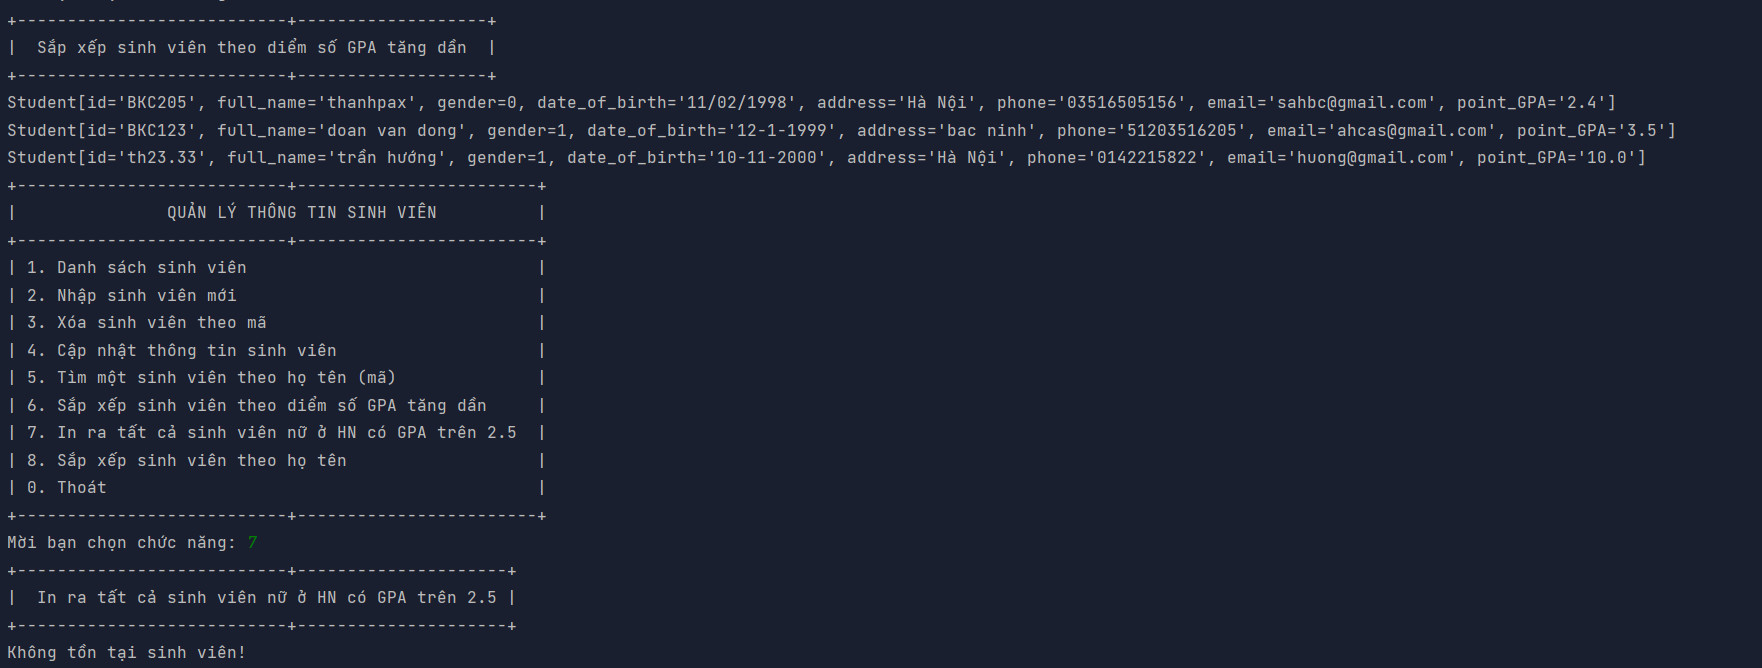 +---------------------------+-------------------+
|  Sắp xếp sinh viên theo diểm số GPA tăng dần  |
+---------------------------+-------------------+
Student[id='BKC205', full_name='thanhpax', gender=0, date_of_birth='11/02/1998', address='Hà Nội', phone='03516505156', email='sahbc@gmail.com', point_GPA='2.4']
Student[id='BKC123', full_name='doan van dong', gender=1, date_of_birth='12-1-1999', address='bac ninh', phone='51203516205', email='ahcas@gmail.com', point_GPA='3.5']
Student[id='th23.33', full_name='trần hướng', gender=1, date_of_birth='10-11-2000', address='Hà Nội', phone='0142215822', email='huong@gmail.com', point_GPA='10.0']
+---------------------------+------------------------+
|               QUẢN LÝ THÔNG TIN SINH VIÊN          |
+---------------------------+------------------------+
| 1. Danh sách sinh viên                             |
| 2. Nhập sinh viên mới                              |
| 3. Xóa sinh viên theo mã                           |
| 4. Cập nhật thông tin sinh viên                    |
| 5. Tìm một sinh viên theo họ tên (mã)              |
| 6. Sắp xếp sinh viên theo diểm số GPA tăng dần     |
| 7. In ra tất cả sinh viên nữ ở HN có GPA trên 2.5  |
| 8. Sắp xếp sinh viên theo họ tên                   |
| 0. Thoát                                           |
+---------------------------+------------------------+
Mời bạn chọn chức năng: 7
+---------------------------+---------------------+
|  In ra tất cả sinh viên nữ ở HN có GPA trên 2.5 |
+---------------------------+---------------------+
Không tồn tại sinh viên!